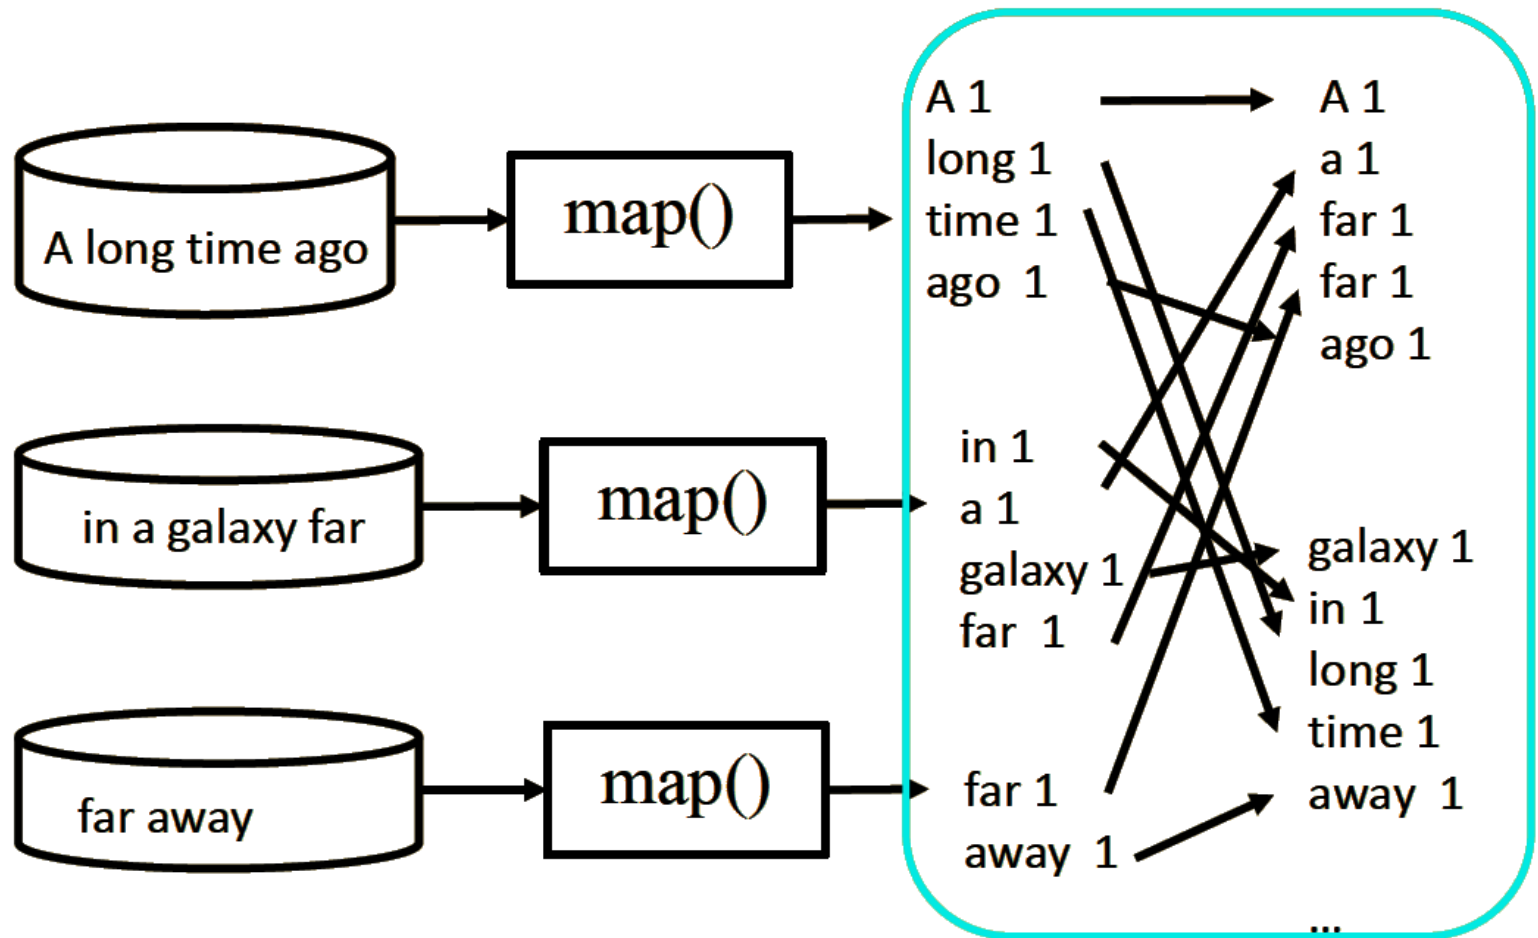 A long time ago
map()
A 1
long 1
time 1
ago 1
in a galaxy far
map()
in 1
a 1
galaxy 1
far 1
far away
map()
far 1
away 1
A 1
a 1
far 1
far 1
ago 1
galaxy 1
in 1
long 1
time 1
away 1
...